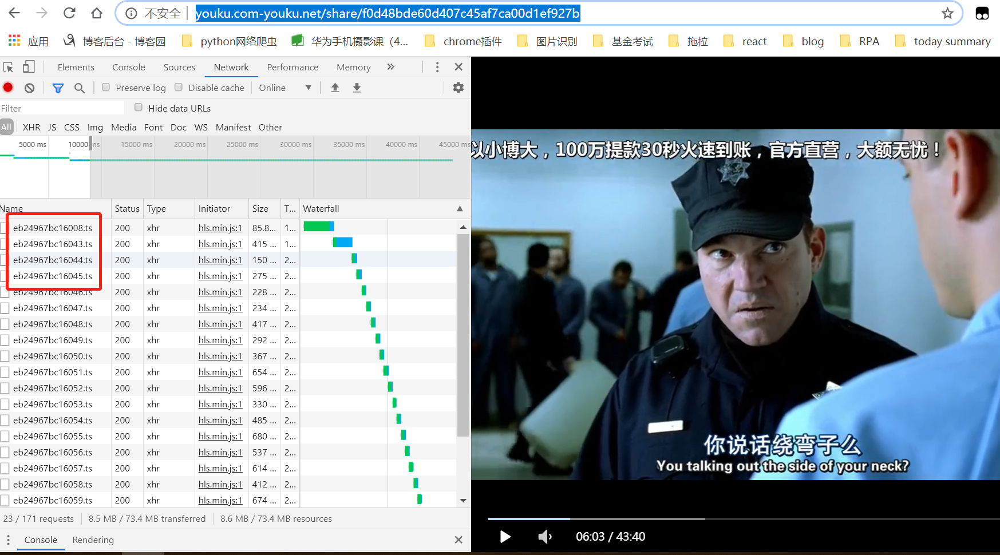 不安全 youku.com-youku.net/share/f0d48bde60d407c45af7ca00d1ef927b
应用 博客后台 - 博客园 python网络爬虫 华为手机摄影课（4... chrome插件 图片识别 基金考试 拖拉 react blog RPA today summary
Elements Console Sources Network Performance Memory »
Preserve log Disable cache Online
Filter Hide data URLs
All XHR JS CSS Img Media Font Doc WS Manifest Other
5000 ms 10000 ms 15000 ms 20000 ms 25000 ms 30000 ms 35000 ms 40000 ms 45000 ms
Name Status Type Initiator Size T... Waterfall
eb24967bc16008.ts 200 xhr hls.min.js:1 85.8... 1...
eb24967bc16043.ts 200 xhr hls.min.js:1 415 ... 1...
eb24967bc16044.ts 200 xhr hls.min.js:1 150 ... 2...
eb24967bc16045.ts 200 xhr hls.min.js:1 275 ... 2...
eb24967bc16046.ts 200 xhr hls.min.js:1 228 ... 2...
eb24967bc16047.ts 200 xhr hls.min.js:1 234 ... 2...
eb24967bc16048.ts 200 xhr hls.min.js:1 417 ... 2...
eb24967bc16049.ts 200 xhr hls.min.js:1 292 ... 2...
eb24967bc16050.ts 200 xhr hls.min.js:1 367 ... 2...
eb24967bc16051.ts 200 xhr hls.min.js:1 654 ... 2...
eb24967bc16052.ts 200 xhr hls.min.js:1 596 ... 2...
eb24967bc16053.ts 200 xhr hls.min.js:1 330 ... 2...
eb24967bc16054.ts 200 xhr hls.min.js:1 485 ... 2...
eb24967bc16055.ts 200 xhr hls.min.js:1 680 ... 2...
eb24967bc16056.ts 200 xhr hls.min.js:1 537 ... 2...
eb24967bc16057.ts 200 xhr hls.min.js:1 614 ... 2...
eb24967bc16058.ts 200 xhr hls.min.js:1 412 ... 2...
eb24967bc16059.ts 200 xhr hls.min.js:1 674 ... 2...
23 / 171 requests 8.5 MB / 73.4 MB transferred 8.6 MB / 73.4 MB resources
Console Rendering
以小博大，100万提款30秒火速到账，官方直营，大额无忧！
你说话绕弯子么
You talking out the side of your neck?
06:03 / 43:40